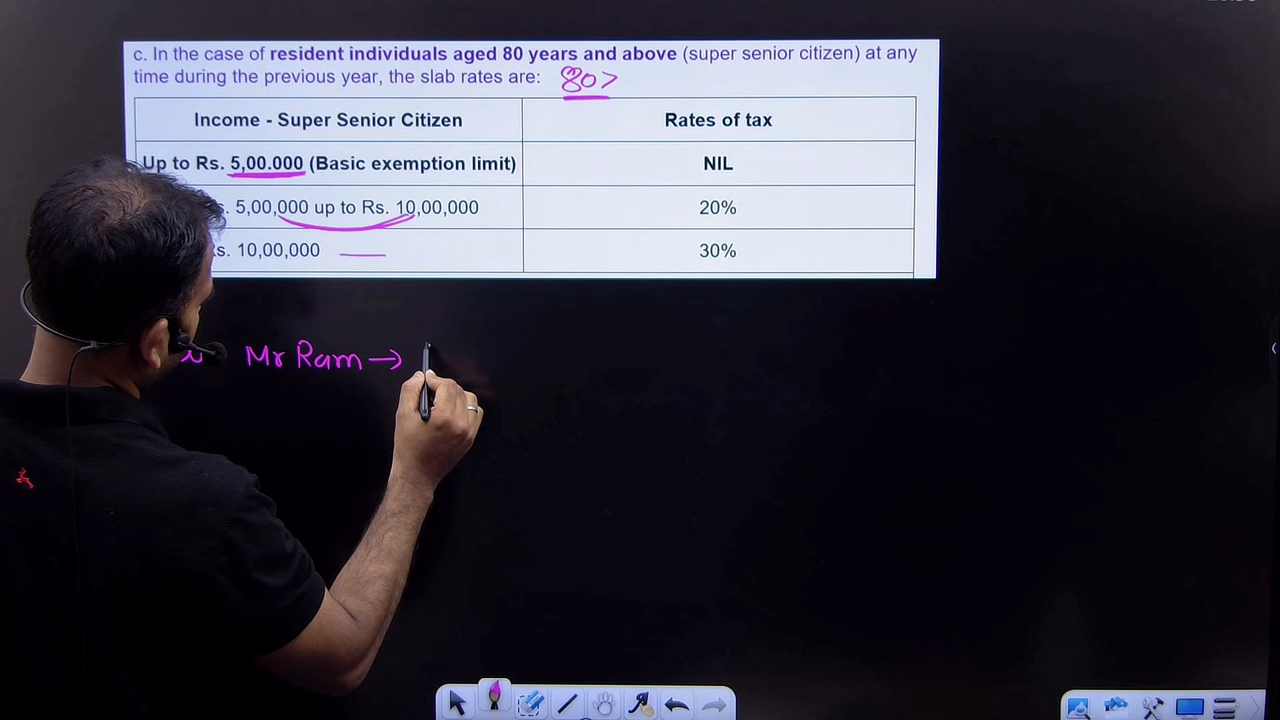 c. In the case of resident individuals aged 80 years and above (super senior citizen) at any
time during the previous year, the slab rates are: 80>
Income - Super Senior Citizen Rates of tax
Up to Rs. 5,00.000 (Basic exemption limit) NIL
5,00,000 up to Rs. 10,00,000 20%
Rs. 10,00,000 30%
Mr Ram →